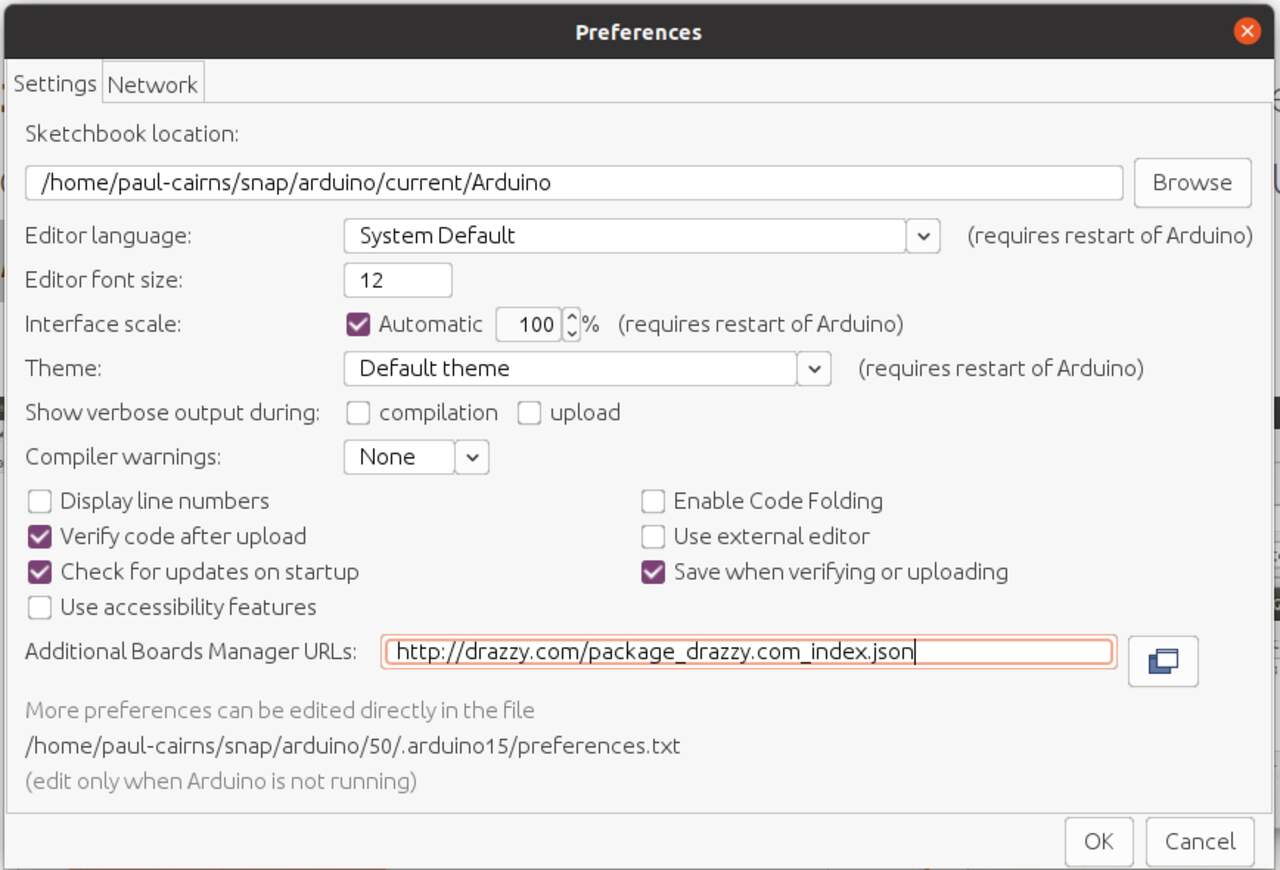 Preferences
Settings Network
Sketchbook location:
/home/paul-cairns/snap/arduino/current/Arduino Browse
Editor language: System Default (requires restart of Arduino)
Editor font size: 12
Interface scale: Automatic 100 % (requires restart of Arduino)
Theme: Default theme (requires restart of Arduino)
Show verbose output during: compilation upload
Compiler warnings: None
Display line numbers Enable Code Folding
Verify code after upload Use external editor
Check for updates on startup Save when verifying or uploading
Use accessibility features
Additional Boards Manager URLs: http://drazzy.com/package_drazzy.com_index.json
More preferences can be edited directly in the file
/home/paul-cairns/snap/arduino/50/.arduino15/preferences.txt
(edit only when Arduino is not running)
OK Cancel